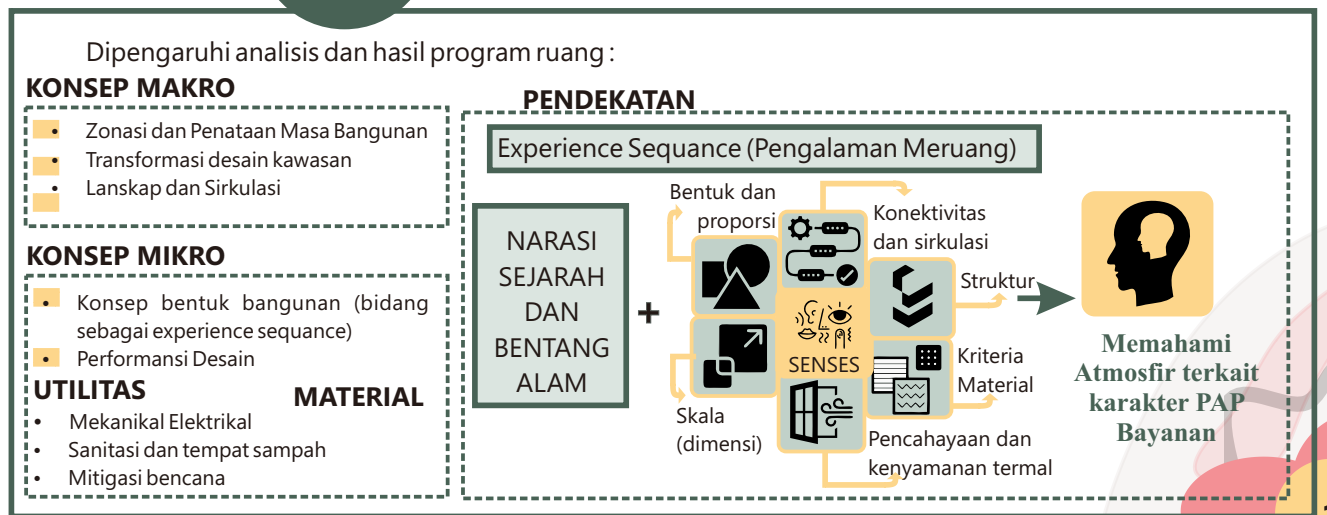 Dipengaruhi analisis dan hasil program ruang :
KONSEP MAKRO
• Zonasi dan Penataan Masa Bangunan
• Transformasi desain kawasan
• Lanskap dan Sirkulasi
KONSEP MIKRO
• Konsep bentuk bangunan (bidang
sebagai experience sequance)
• Performansi Desain
UTILITAS
MATERIAL
• Mekanikal Elektrikal
• Sanitasi dan tempat sampah
• Mitigasi bencana
PENDEKATAN
Experience Sequance (Pengalaman Meruang)
NARASI
SEJARAH
DAN
BENTANG
ALAM
+
Bentuk dan
proporsi
Konektivitas
dan sirkulasi
Struktur
SENSES
Kriteria
Material
Skala
(dimensi)
Pencahayaan dan
kenyamanan termal
Memahami
Atmosfir terkait
karakter PAP
Bayanan